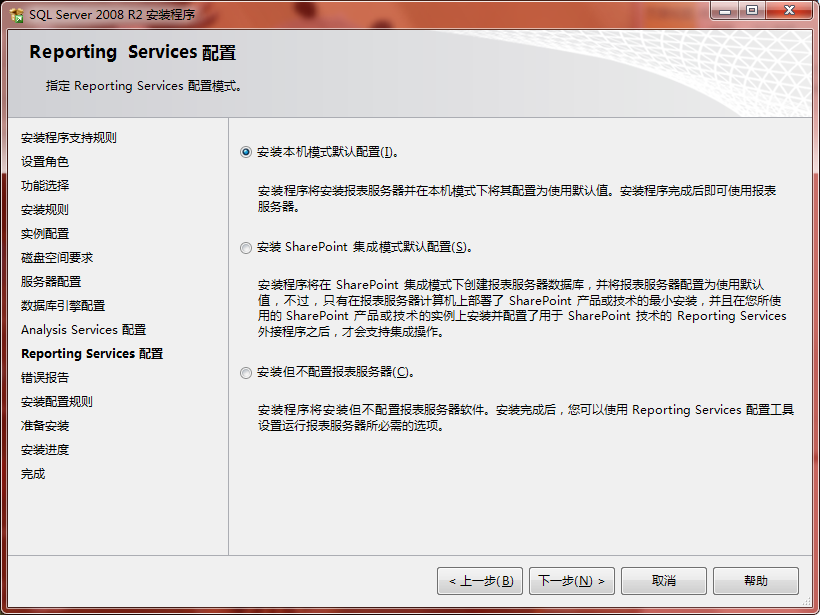 SQL Server 2008 R2 安装程序
Reporting Services 配置
指定 Reporting Services 配置模式。
安装程序支持规则
设置角色
功能选择
安装规则
实例配置
磁盘空间要求
服务器配置
数据库引擎配置
Analysis Services 配置
Reporting Services 配置
错误报告
安装配置规则
准备安装
安装进度
完成
安装本机模式默认配置(I)。
安装程序将安装报表服务器并在本机模式下将其配置为使用默认值。安装程序完成后即可使用报表
服务器。
安装 SharePoint 集成模式默认配置(S)。
安装程序将在 SharePoint 集成模式下创建报表服务器数据库，并将报表服务器配置为使用默认
值，不过，只有在报表服务器计算机上部署了 SharePoint 产品或技术的最小安装，并且在您所使
用的 SharePoint 产品或技术的实例上安装并配置了用于 SharePoint 技术的 Reporting Services
外接程序之后，才会支持集成操作。
安装但不配置报表服务器(C)。
安装程序将安装但不配置报表服务器软件。安装完成后，您可以使用 Reporting Services 配置工具
设置运行报表服务器所必需的选项。
< 上一步(B)
下一步(N) >
取消
帮助